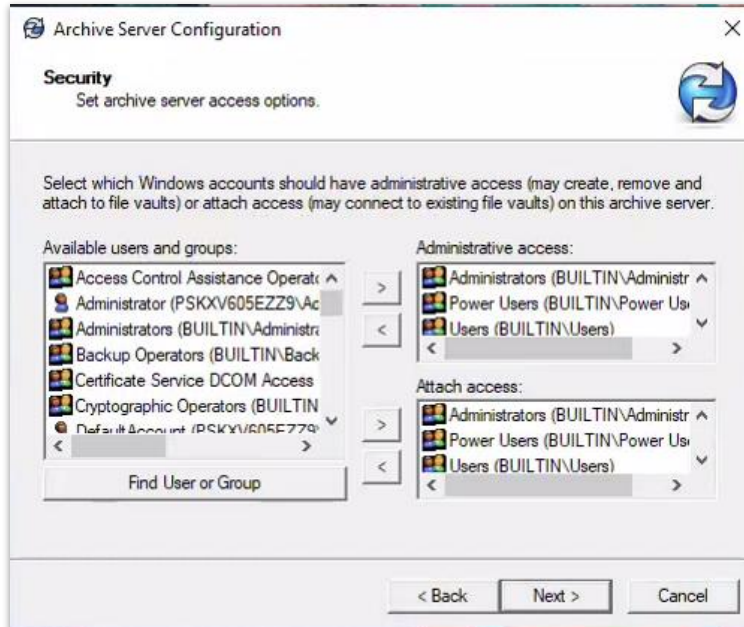 Archive Server Configuration
Security
Set archive server access options.
Select which Windows accounts should have administrative access (may create, remove and
attach to file vaults) or attach access (may connect to existing file vaults) on this archive server.
Available users and groups:
Access Control Assistance Operatc
Administrator (PSKXV605EZZ9\Ac
Administrators (BUILTIN\Administra
Backup Operators (BUILTIN\Back
Certificate Service DCOM Access
Cryptographic Operators (BUILTIN
DefaultAccount (PSKXV605EZZ9\
Find User or Group
>
<
>
<
Administrative access:
Administrators (BUILTIN\Administr
Power Users (BUILTIN\Power Us
Users (BUILTIN\Users)
Attach access:
Administrators (BUILTIN\Administr
Power Users (BUILTIN\Power Us
Users (BUILTIN\Users)
< Back
Next >
Cancel